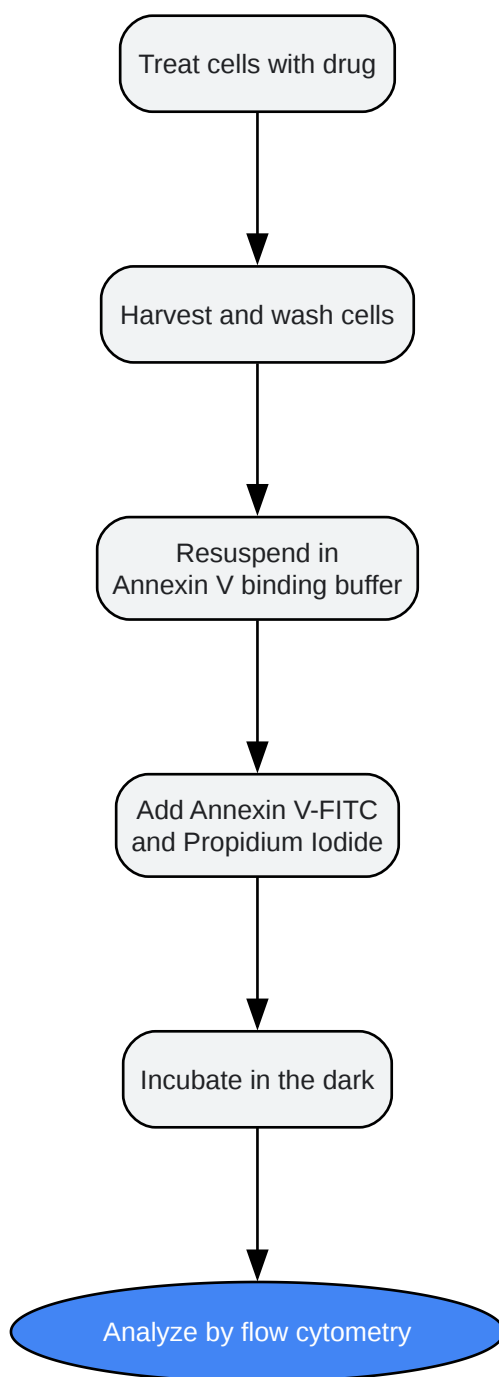 Treat cells with drug
Harvest and wash cells
Resuspend in
Annexin V binding buffer
Add Annexin V-FITC
and Propidium Iodide
Incubate in the dark
Analyze by flow cytometry